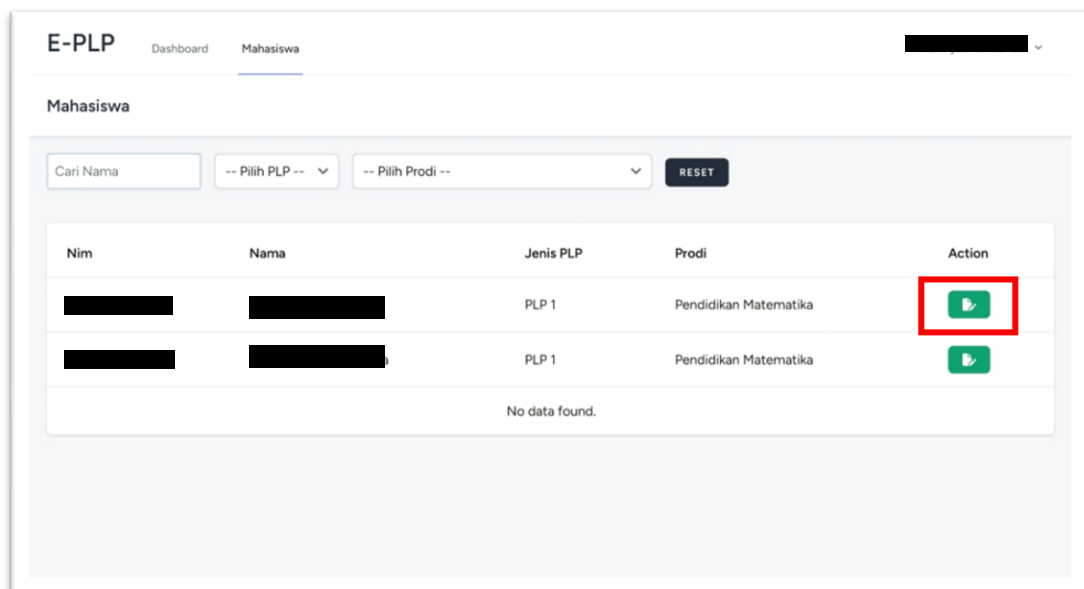 E-PLP Dashboard Mahasiswa
Mahasiswa
Cari Nama -- Pilih PLP -- -- Pilih Prodi -- RESET
Nim Nama Jenis PLP Prodi Action
PLP 1 Pendidikan Matematika
PLP 1 Pendidikan Matematika
No data found.